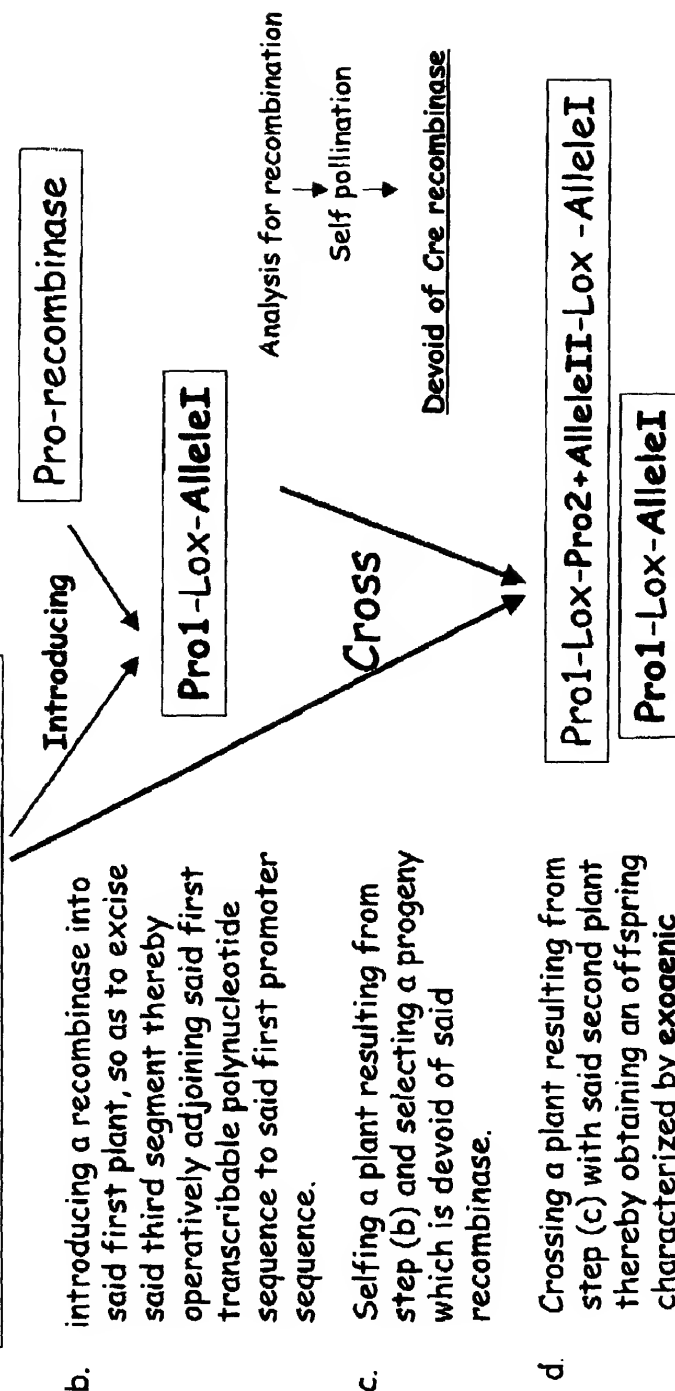 b. introducing a recombinase into
said first plant, so as to excise
said third segment thereby
operatively adjoining said first
transcribable polynucleotide
sequence to said first promoter
sequence.
Introducing
Pro-recombinase
Pro1-Lox-AlleleI
c. Selfing a plant resulting from
step (b) and selecting a progeny
which is devoid of said
recombinase.
Analysis for recombination
Self pollination
Devoid of Cre recombinase
Cross
d. Crossing a plant resulting from
step (c) with said second plant
thereby obtaining an offspring
characterized by exogenic
Pro1-Lox-Pro2+AlleleII-Lox -AlleleI
Pro1-Lox-AlleleI